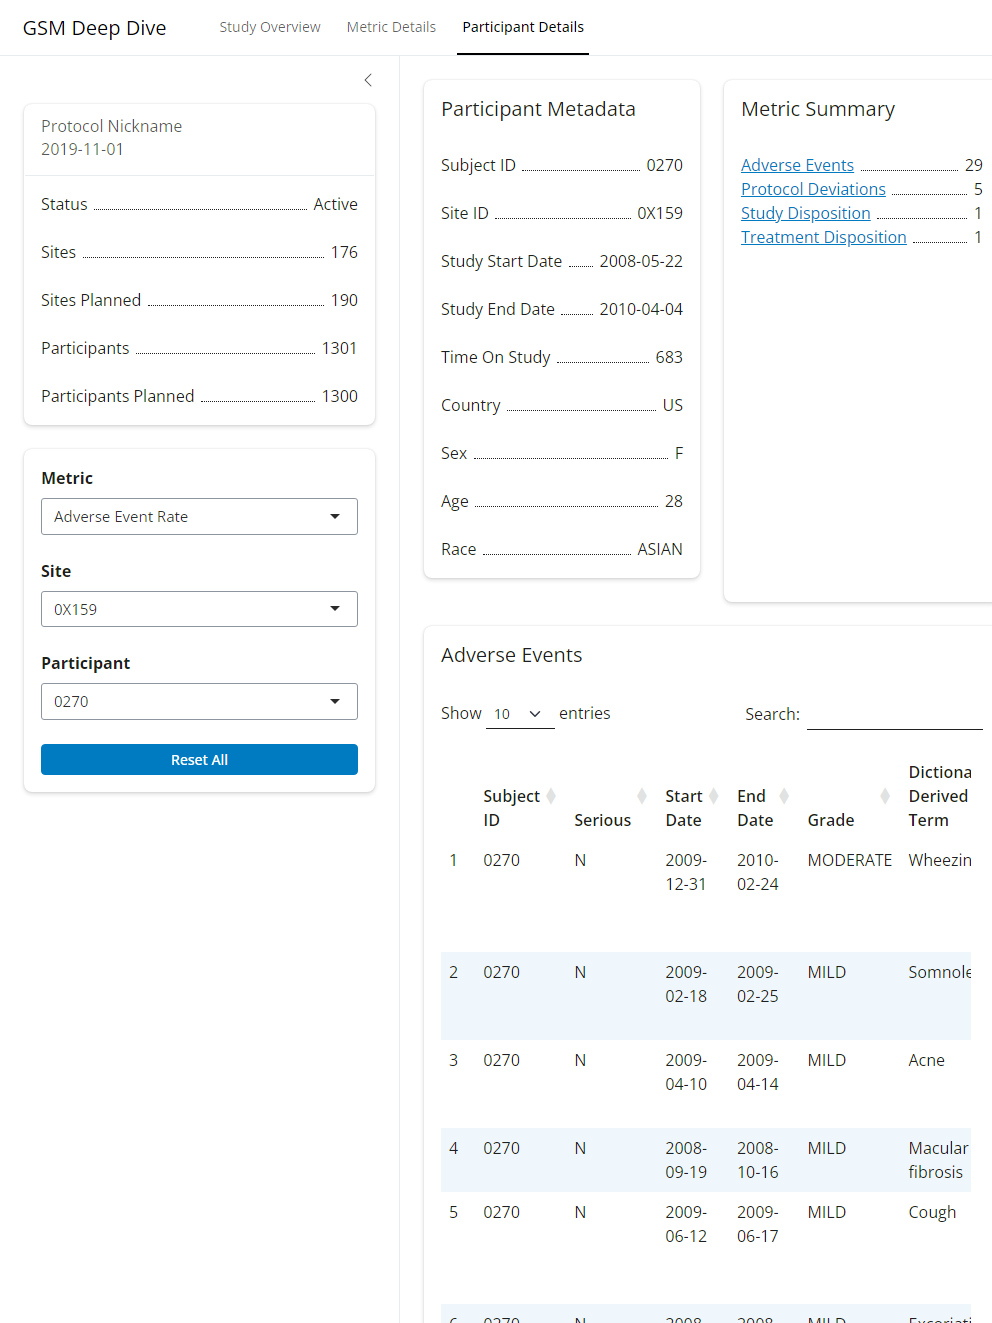 GSM Deep Dive
Study Overview
Metric Details
Participant Details
Protocol Nickname
2019-11-01
Status Active
Sites 176
Sites Planned 190
Participants 1301
Participants Planned 1300
Metric
Adverse Event Rate
Site
0X159
Participant
0270
Reset All
Participant Metadata
Subject ID 0270
Site ID 0X159
Study Start Date 2008-05-22
Study End Date 2010-04-04
Time On Study 683
Country US
Sex F
Age 28
Race ASIAN
Metric Summary
Adverse Events 29
Protocol Deviations 5
Study Disposition 1
Treatment Disposition 1
Adverse Events
Show 10 entries
Search:
Subject ID
Serious
Start Date
End Date
Grade
Dictiona
Derived
Term
1 0270 N 2009-12-31 2010-02-24 MODERATE Wheezin
2 0270 N 2009-02-18 2009-02-25 MILD Somnole
3 0270 N 2009-04-10 2009-04-14 MILD Acne
4 0270 N 2008-09-19 2008-10-16 MILD Macular fibrosis
5 0270 N 2009-06-12 2009-06-17 MILD Cough
6 0270 N 2008- 2008- MILD Excoriati